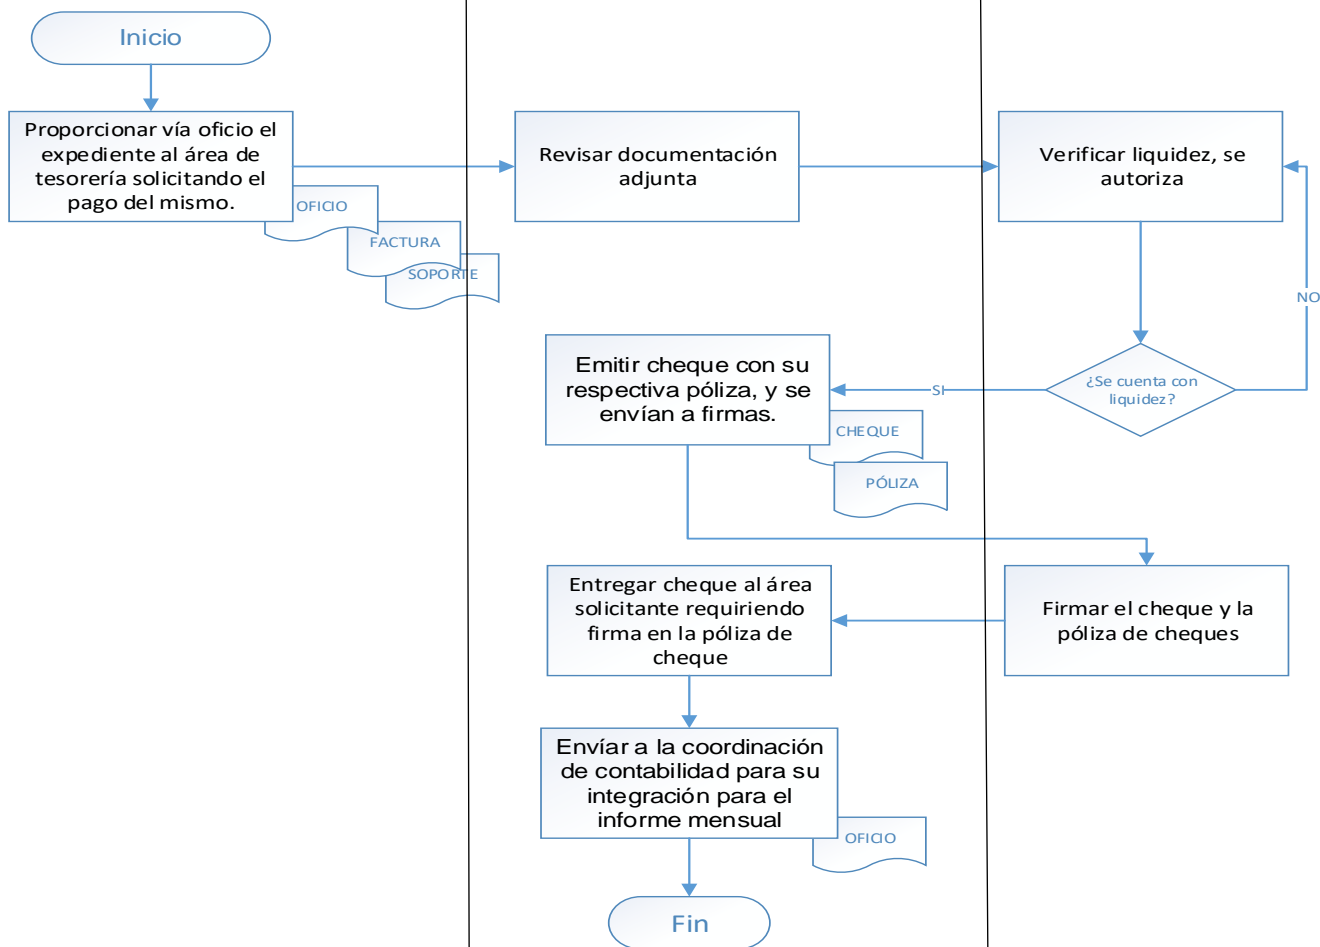 Inicio
Proporcionar vía oficio el
expediente al área de
tesorería solicitando el
pago del mismo.
OFICIO
FACTURA
SOPORTE
Revisar documentación
adjunta
Verificar liquidez, se
autoriza
NO
¿Se cuenta con
liquidez?
SI
Emitir cheque con su
respectiva póliza, y se
envían a firmas.
CHEQUE
PÓLIZA
Firmar el cheque y la
póliza de cheques
Entregar cheque al área
solicitante requiriendo
firma en la póliza de
cheque
Envíar a la coordinación
de contabilidad para su
integración para el
informe mensual
OFICIO
Fin